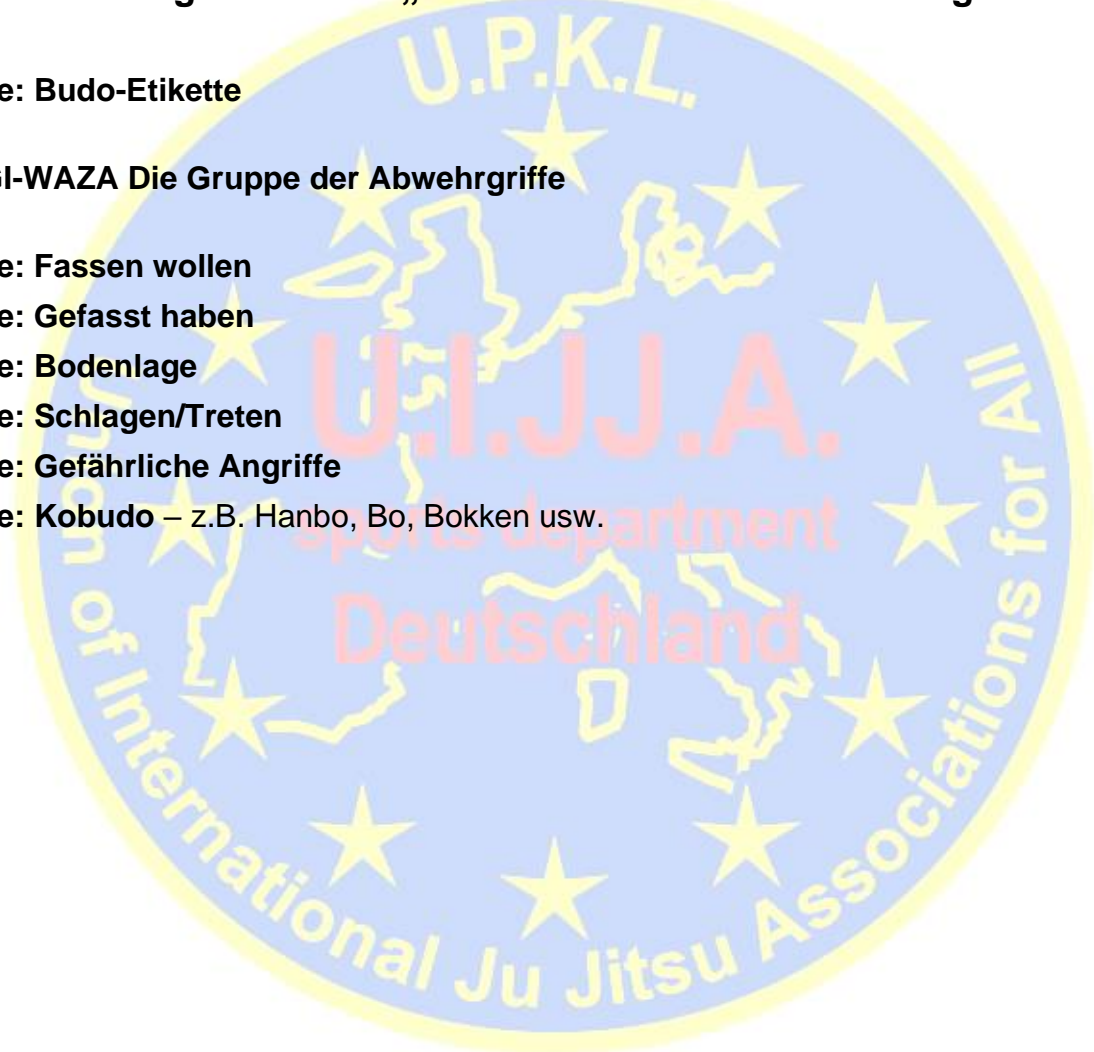 e: Budo-Etikette
GI-WAZA Die Gruppe der Abwehrgriffe
e: Fassen wollen
e: Gefasst haben
e: Bodenlage
e: Schlagen/Treten
e: Gefährliche Angriffe
e: Kobudo – z.B. Hanbo, Bo, Bokken usw.
U.P.K.L.
U.I.J.J.A.
sports department
Deutschland
Union of International Ju Jitsu Associations for All